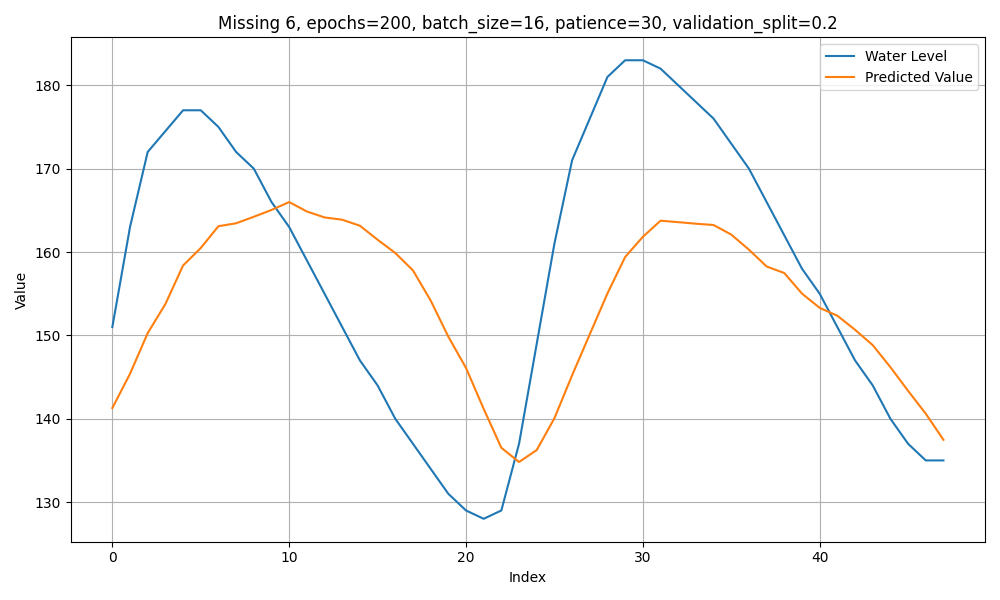 Missing 6, epochs=200, batch_size=16, patience=30, validation_split=0.2
Water Level
Predicted Value
Value
180
170
160
150
140
130
0
10
20
30
40
Index